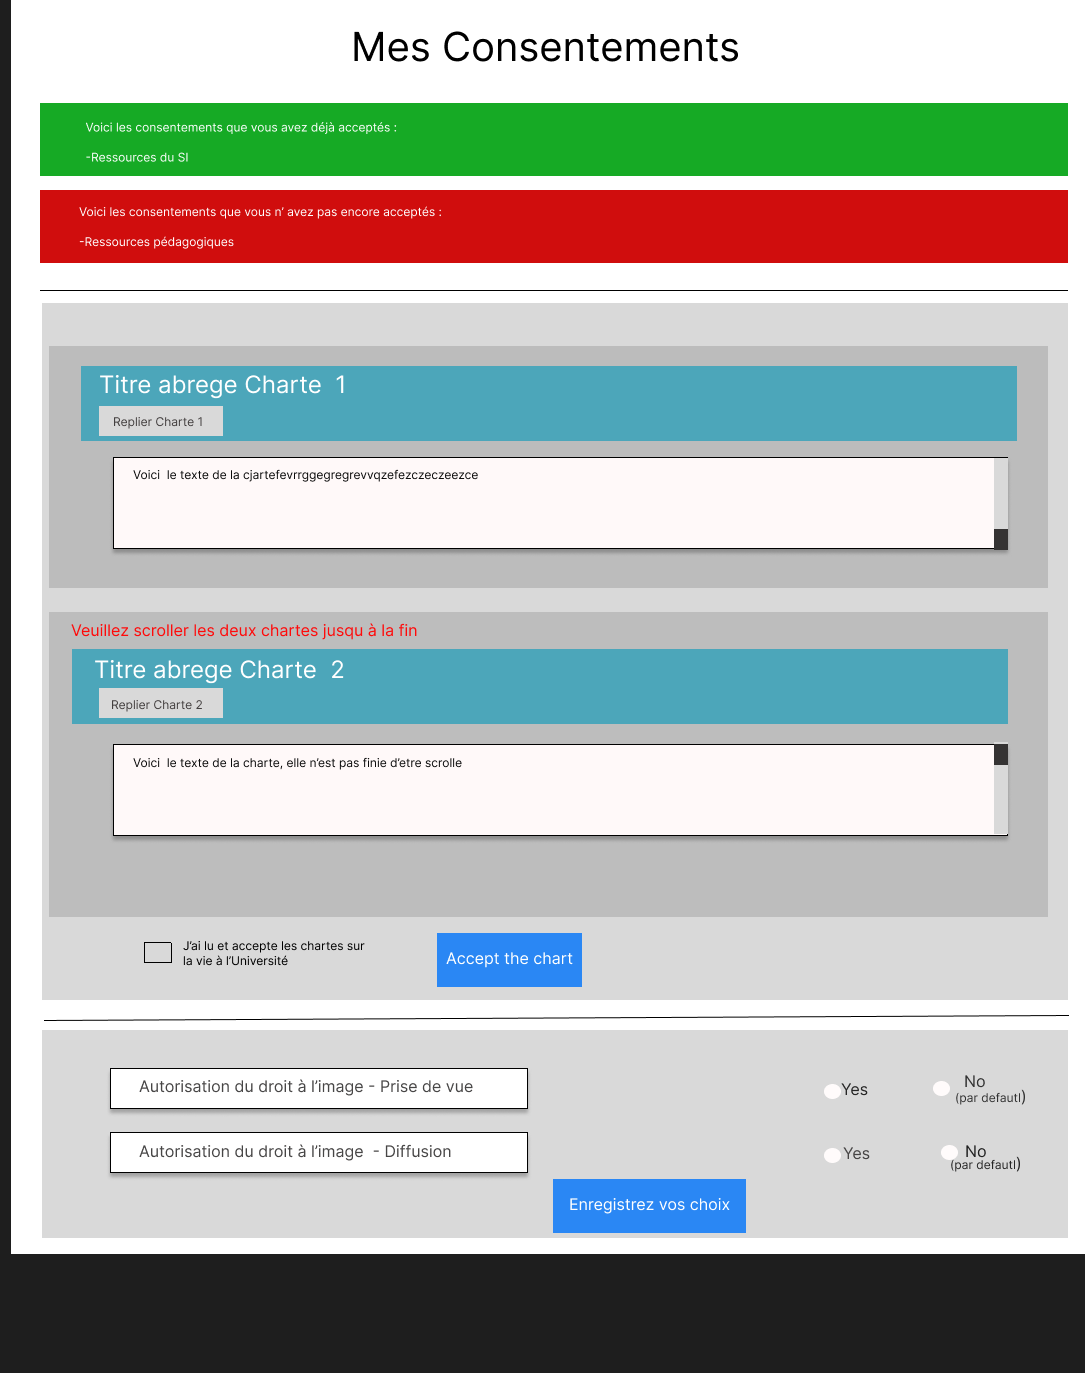 Mes Consentements
Voici les consentements que vous avez déjà acceptés :
-Ressources du SI
Voici les consentements que vous n’ avez pas encore acceptés :
-Ressources pédagogiques
Titre abrege Charte  1
Replier Charte 1
Voici  le texte de la cjartefevrrggegregrevvqzefezczeczeezce
Veuillez scroller les deux chartes jusqu à la fin
Titre abrege Charte  2
Replier Charte 2
Voici  le texte de la charte, elle n’est pas finie d’etre scrolle
J’ai lu et accepte les chartes sur
la vie à l’Université
Accept the chart
Autorisation du droit à l’image - Prise de vue
Yes
No
(par defautl)
Autorisation du droit à l’image  - Diffusion
Yes
No
(par defautl)
Enregistrez vos choix